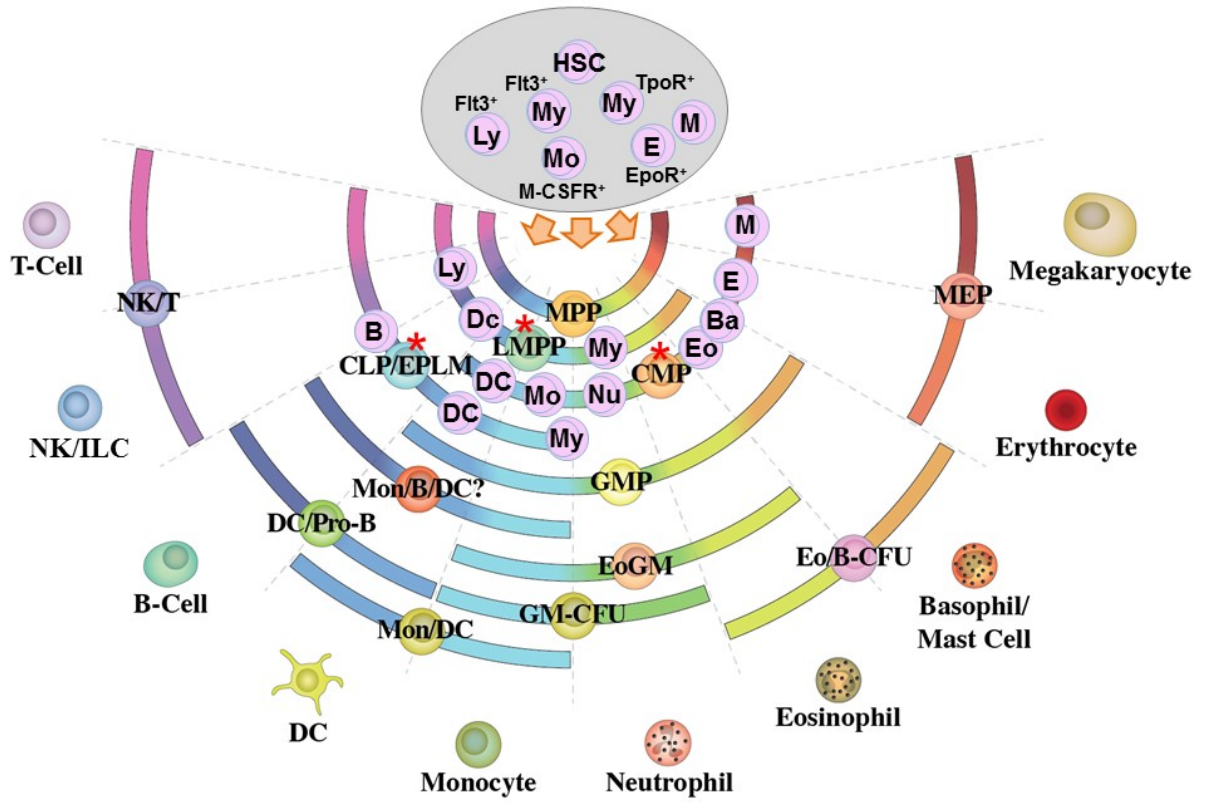 HSC
Flt3⁺
TpoR⁺
Flt3⁺
My
My
M
Ly
E
Mo
EpoR⁺
M-CSFR⁺
M
T-Cell
Ly
E
Megakaryocyte
NK/T
MEP
MPP
B
*
Dc
*
LMPP
My
*
Ba
Eo
CLP/EPLM
CMP
DC
Mo
Nu
DC
My
NK/ILC
Erythrocyte
Mon/B/DC?
GMP
DC/Pro-B
EoGM
Eo/B-CFU
B-Cell
GM-CFU
Basophil/
Mast Cell
Mon/DC
DC
Eosinophil
Monocyte
Neutrophil